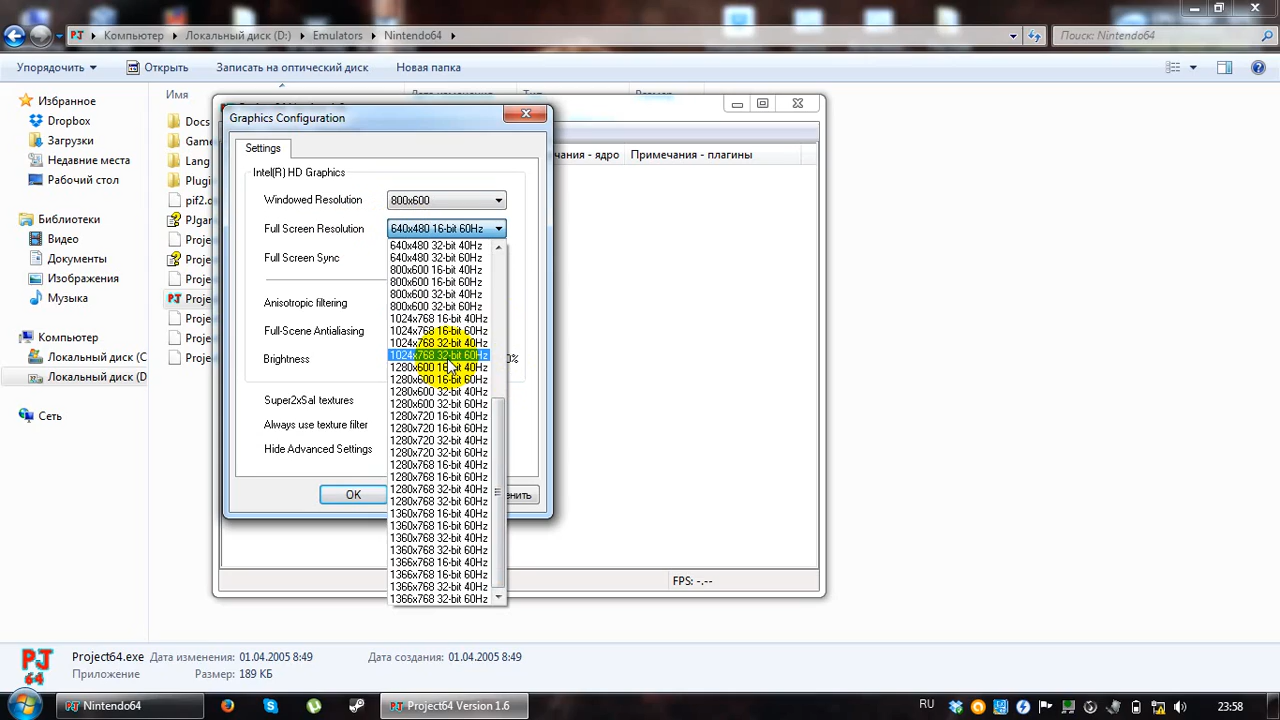 Компьютер
Локальный диск (D:)
Emulators
Nintendo64
Поиск: Nintendo64
Упорядочить
Открыть
Записать на оптический диск
Новая папка
Имя
Избранное
Dropbox
Загрузки
Недавние места
Рабочий стол
Библиотеки
Видео
Документы
Изображения
Музыка
Компьютер
Локальный диск (C
Локальный диск (D
Сеть
Docs
Game
Lang
Plugi
pif2.c
PJgar
Proje
Proje
Proje
Proje
Proje
Proje
Proje
чания - ядро
Примечания - плагины
FPS: -.--
Graphics Configuration
Settings
Intel(R) HD Graphics
Windowed Resolution
800x600
Full Screen Resolution
640x480 16-bit 60Hz
Full Screen Sync
Anisotropic filtering
Full-Scene Antialiasing
Brightness
0%
Super2xSal textures
Always use texture filter
Hide Advanced Settings
OK
енить
640x480 32-bit 40Hz
640x480 32-bit 60Hz
800x600 16-bit 40Hz
800x600 16-bit 60Hz
800x600 32-bit 40Hz
800x600 32-bit 60Hz
1024x768 16-bit 40Hz
1024x768 16-bit 60Hz
1024x768 32-bit 40Hz
1024x768 32-bit 60Hz
1280x600 16-bit 40Hz
1280x600 16-bit 60Hz
1280x600 32-bit 40Hz
1280x600 32-bit 60Hz
1280x720 16-bit 40Hz
1280x720 16-bit 60Hz
1280x720 32-bit 40Hz
1280x720 32-bit 60Hz
1280x768 16-bit 40Hz
1280x768 16-bit 60Hz
1280x768 32-bit 40Hz
1280x768 32-bit 60Hz
1360x768 16-bit 40Hz
1360x768 16-bit 60Hz
1360x768 32-bit 40Hz
1360x768 32-bit 60Hz
1366x768 16-bit 40Hz
1366x768 16-bit 60Hz
1366x768 32-bit 40Hz
1366x768 32-bit 60Hz
PJ 64
Project64.exe
Дата изменения: 01.04.2005 8:49
Дата создания: 01.04.2005 8:49
Приложение
Размер: 189 КБ
Nintendo64
Project64 Version 1.6
RU
23:58